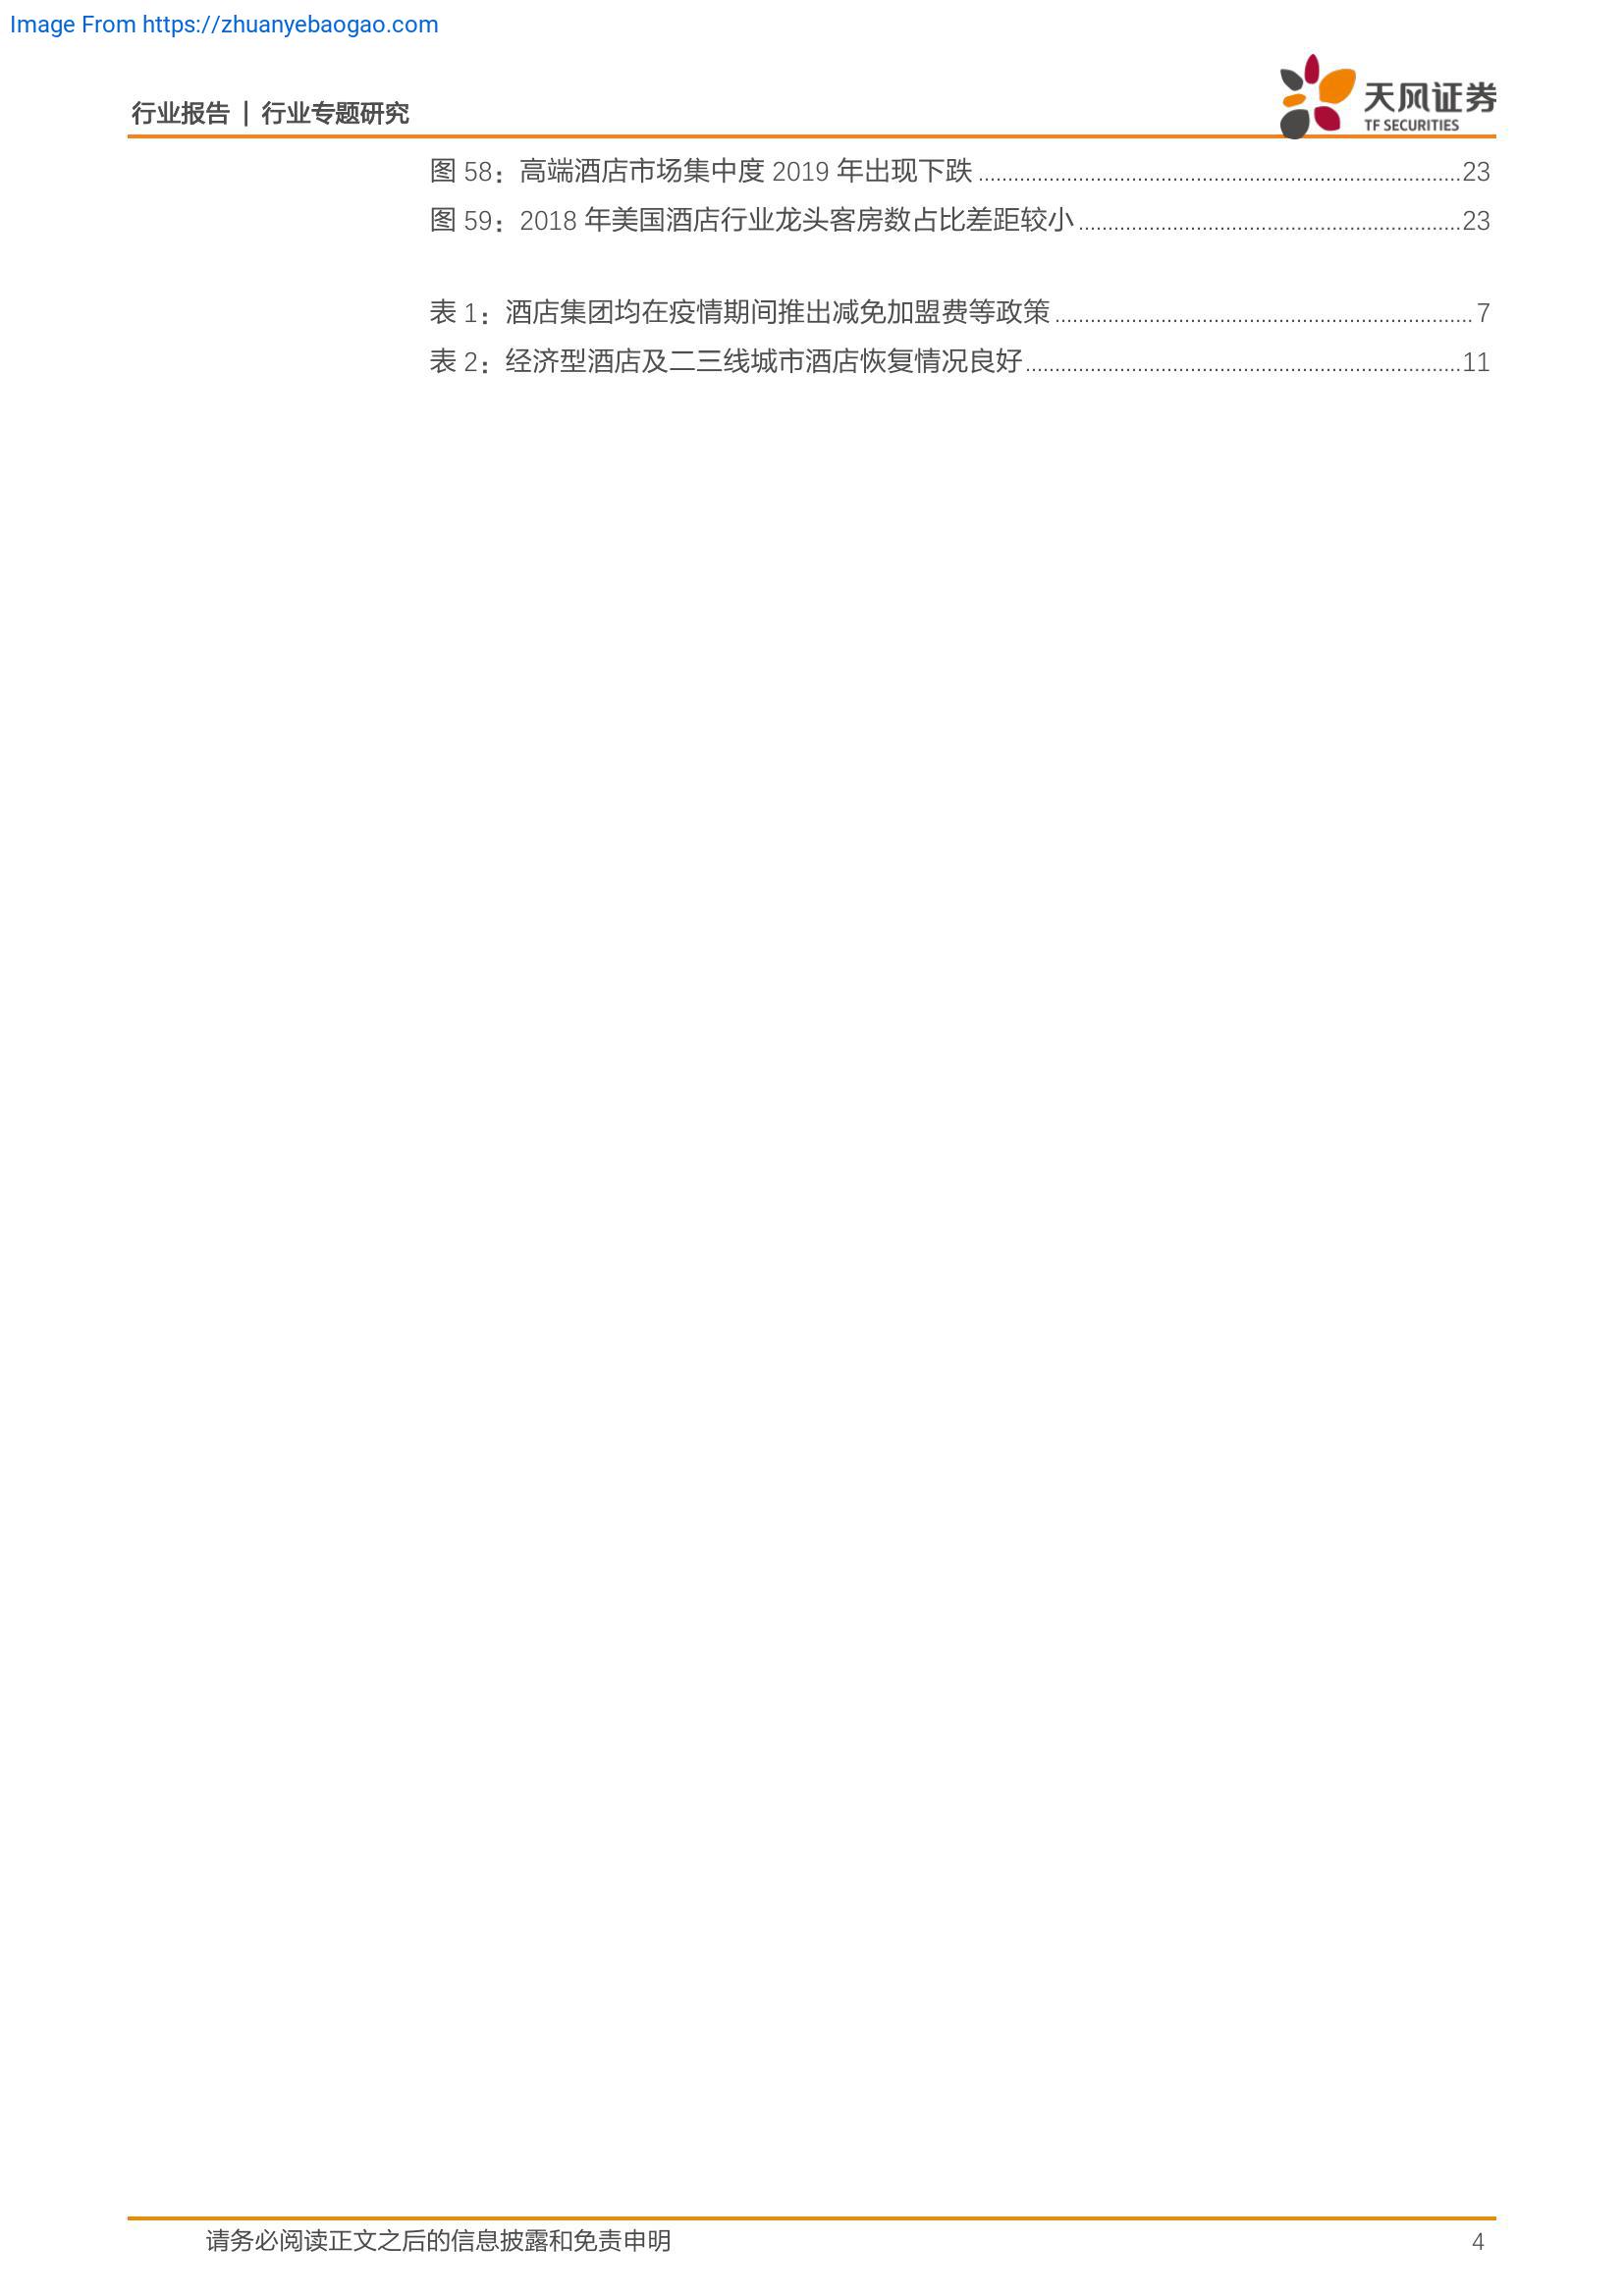 Image From https://zhuanyebaogao.com
行业报告 | 行业专题研究
天风证券
TF SECURITIES
图 58：高端酒店市场集中度 2019 年出现下跌 ........................................................................ 23
图 59：2018 年美国酒店行业龙头客房数占比差距较小 ........................................................ 23
表 1：酒店集团均在疫情期间推出减免加盟费等政策 ............................................................ 7
表 2：经济型酒店及二三线城市酒店恢复情况良好 ................................................................ 11
请务必阅读正文之后的信息披露和免责申明 4